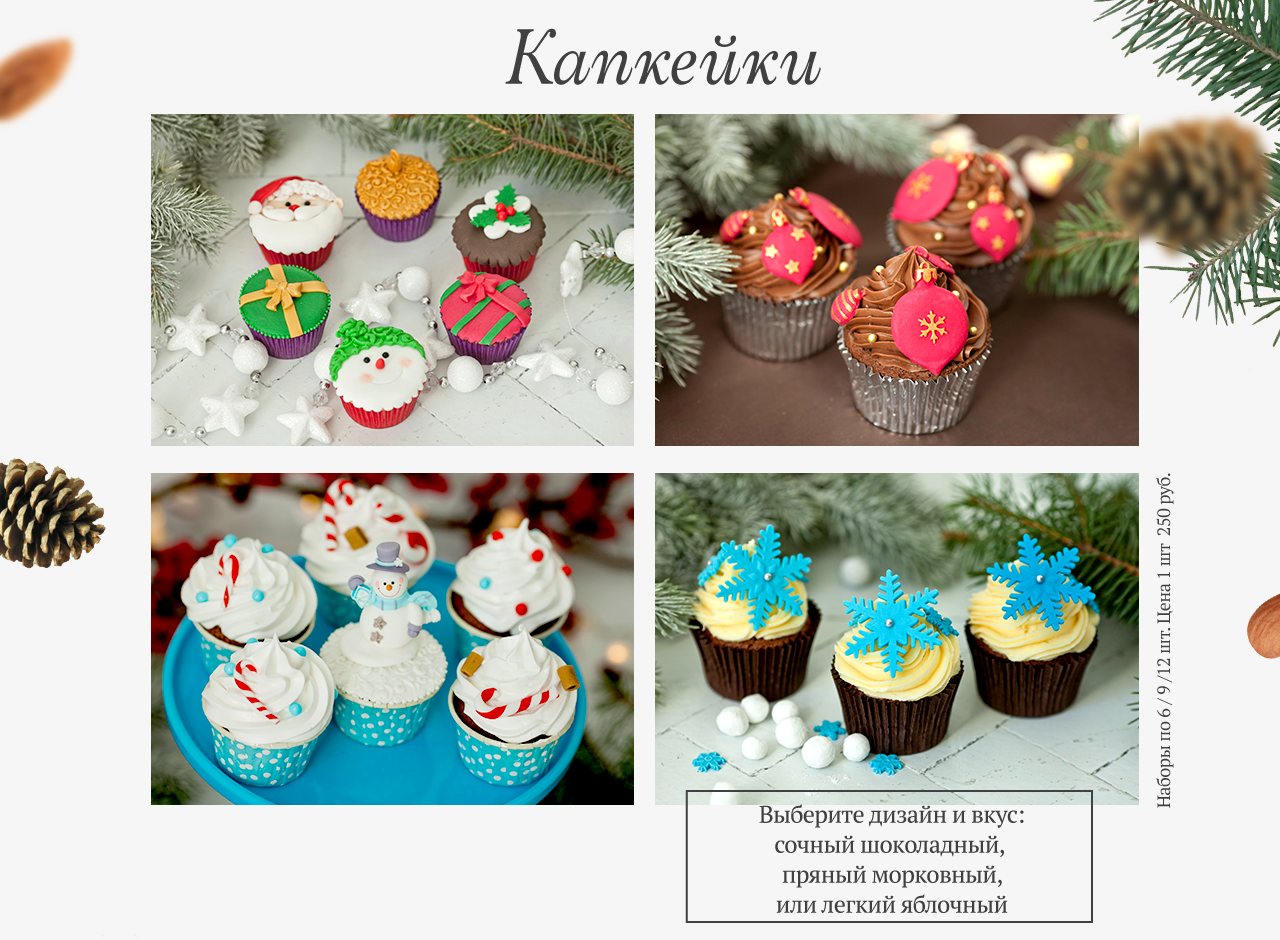 Капкейки
Наборы по 6 / 9 /12 шт. Цена 1 шт 250 руб.
Выберите дизайн и вкус:
сочный шоколадный,
пряный морковный,
или легкий яблочный